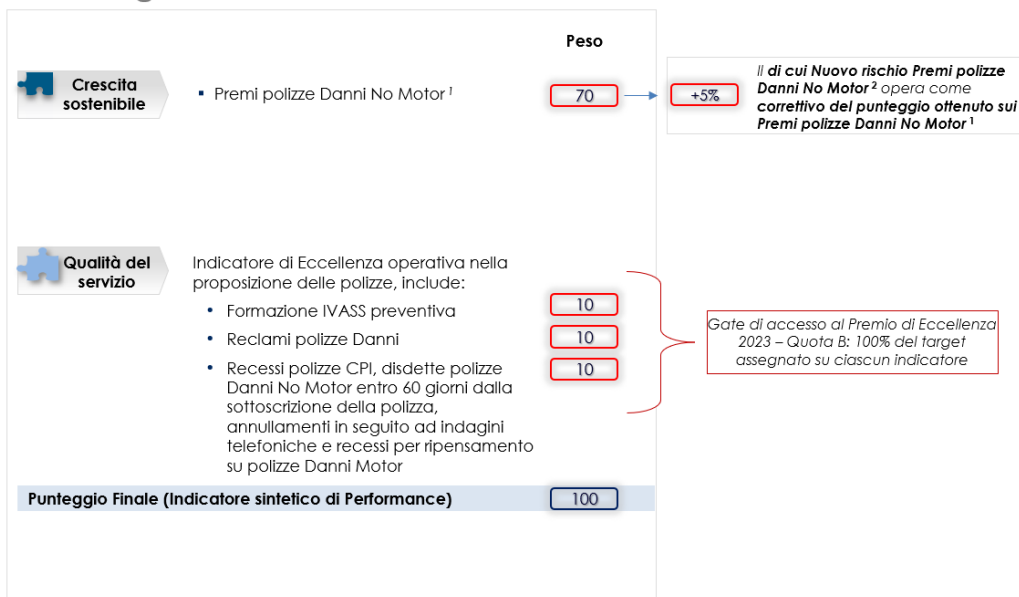 Peso
Crescita
sostenibile
▪ Premi polizze Danni No Motor ¹
70
+5%
Il di cui Nuovo rischio Premi polizze
Danni No Motor ² opera come
correttivo del punteggio ottenuto sui
Premi polizze Danni No Motor ¹
Qualità del
servizio
Indicatore di Eccellenza operativa nella
proposizione delle polizze, include:
• Formazione IVASS preventiva
10
• Reclami polizze Danni
10
• Recessi polizze CPI, disdette polizze
Danni No Motor entro 60 giorni dalla
sottoscrizione della polizza,
annullamenti in seguito ad indagini
telefoniche e recessi per ripensamento
su polizze Danni Motor
10
Gate di accesso al Premio di Eccellenza
2023 – Quota B: 100% del target
assegnato su ciascun indicatore
Punteggio Finale (Indicatore sintetico di Performance)
100